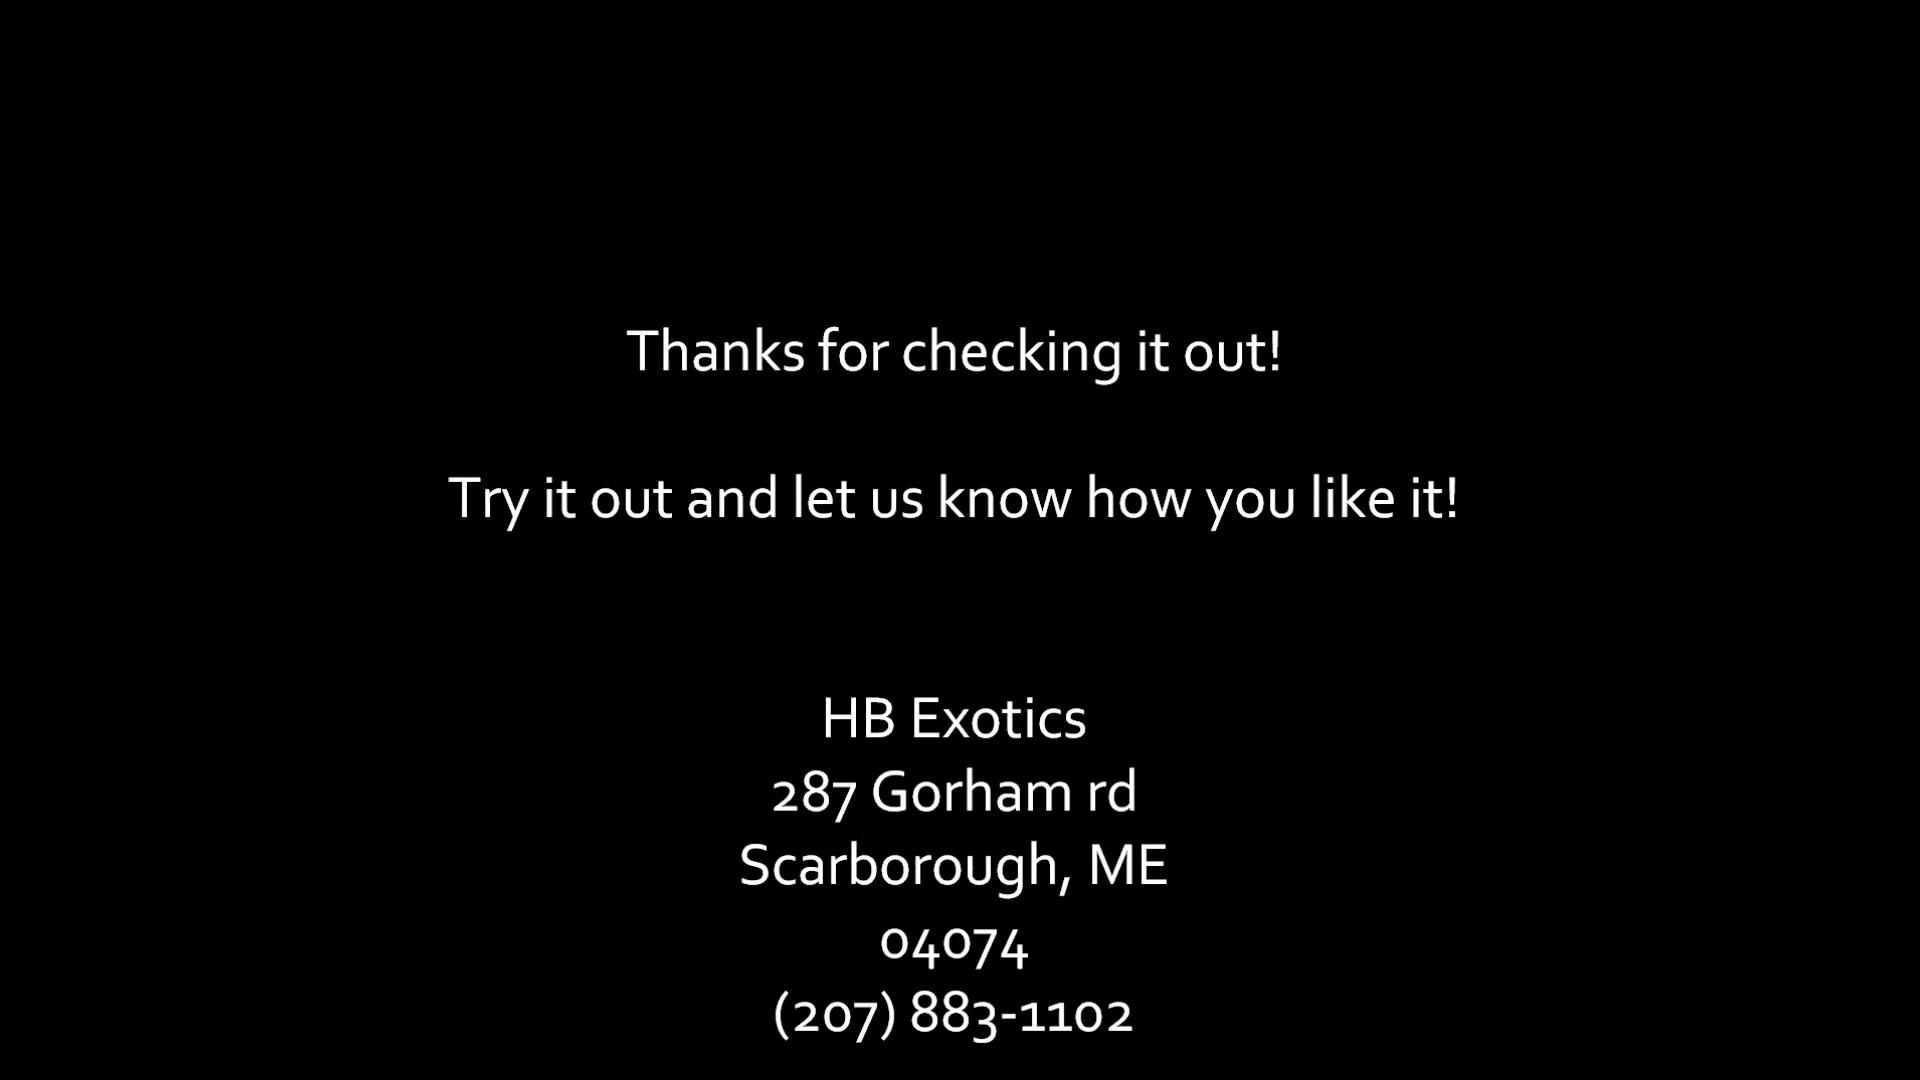 Thanks for checking it out!
Try it out and let us know how you like it!
HB Exotics
287 Gorham rd
Scarborough, ME
04074
(207) 883-1102